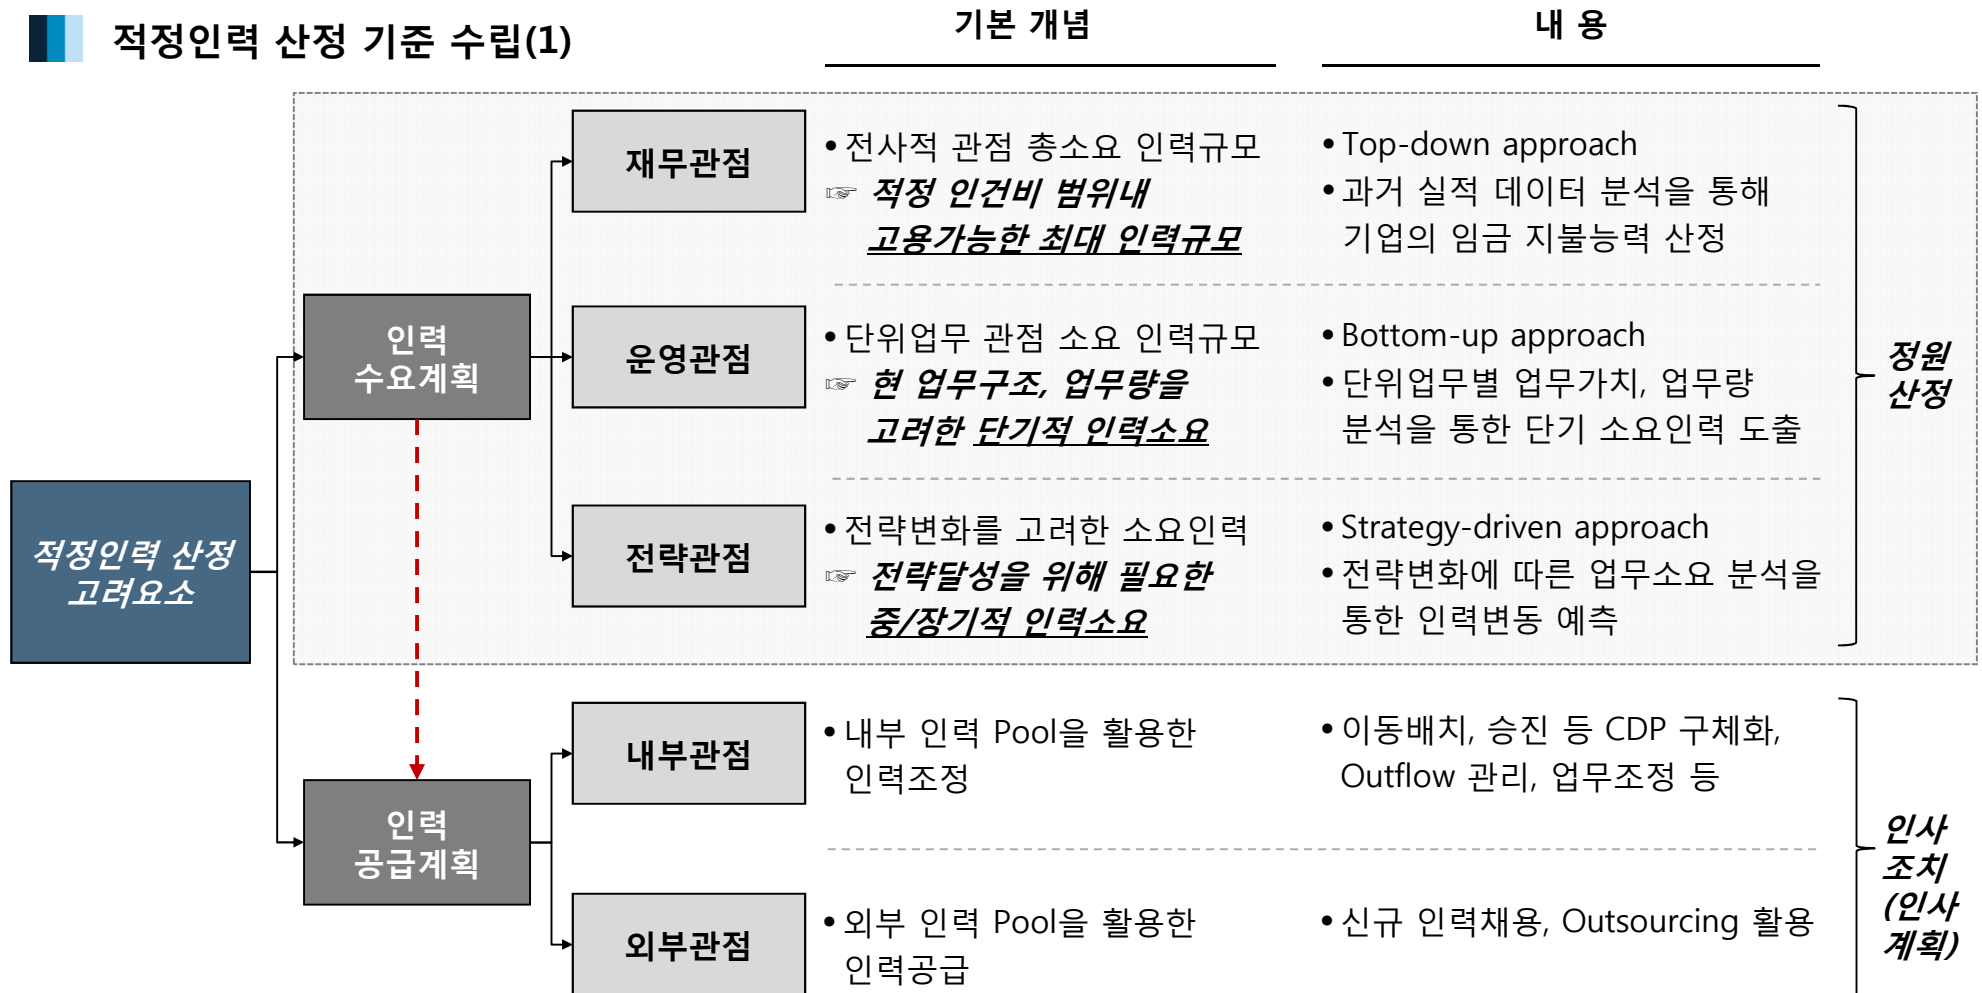 적정인력 산정 기준 수립(1)
기본 개념
내 용
적정인력 산정
고려요소
인력
수요계획
재무관점
• 전사적 관점 총소요 인력규모
☞ 적정 인건비 범위내
고용가능한 최대 인력규모
• Top-down approach
• 과거 실적 데이터 분석을 통해
기업의 임금 지불능력 산정
운영관점
• 단위업무 관점 소요 인력규모
☞ 현 업무구조, 업무량을
고려한 단기적 인력소요
• Bottom-up approach
• 단위업무별 업무가치, 업무량
분석을 통한 단기 소요인력 도출
전략관점
• 전략변화를 고려한 소요인력
☞ 전략달성을 위해 필요한
중/장기적 인력소요
• Strategy-driven approach
• 전략변화에 따른 업무소요 분석을
통한 인력변동 예측
정원
산정
인력
공급계획
내부관점
• 내부 인력 Pool을 활용한
인력조정
• 이동배치, 승진 등 CDP 구체화,
Outflow 관리, 업무조정 등
외부관점
• 외부 인력 Pool을 활용한
인력공급
• 신규 인력채용, Outsourcing 활용
인사
조치
(인사
계획)